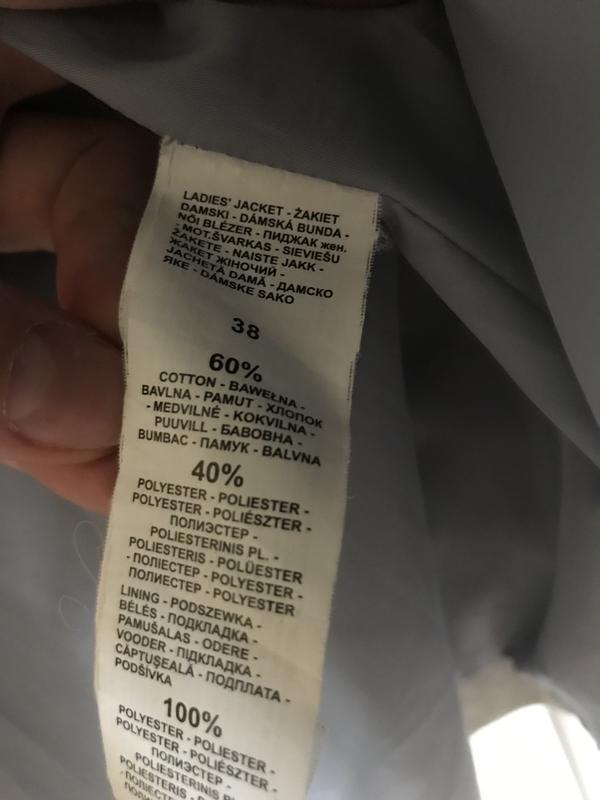 LADIES' JACKET - ŻAKIET
DAMSKI - DÁMSKÁ BUNDA -
NŐI BLÉZER - ПИДЖАК жен.
- MOT.ŠVARKAS - SIEVIEŠU
ŽAKETE - NAISTE JAKK -
ЖАКЕТ ЖІНОЧИЙ -
JACHETĂ DAMĂ - ДАМСКО
ЯКЕ - DÁMSKE SAKO
38
60%
COTTON - BAWEŁNA -
BAVLNA - PAMUT - ХЛОПОК
- MEDVILNÉ - KOKVILNA -
PUUVILL - БАВОВНА -
BUMBAC - ПАМУК - BALVNA
40%
POLYESTER - POLIESTER -
POLYESTER - POLIÉSZTER -
ПОЛИЭСТЕР -
POLIESTERINIS PL. -
POLIESTERIS - POLÜESTER
- ПОЛІЕСТЕР - POLYESTER -
ПОЛИЕСТЕР - POLYESTER
LINING - PODSZEWKA -
BÉLÉS - ПОДКЛАДКА -
PAMUŠALAS - ODERE -
VOODER - ПІДКЛАДКА -
CĂPTUŞEALĂ - ПОДПЛАТА -
PODŠÍVKA
100%
POLYESTER - POLIESTER -
POLYESTER - POLIÉSZTER -
ПОЛИЭСТЕР -
POLIESTERINIS
POLIESTERIS -